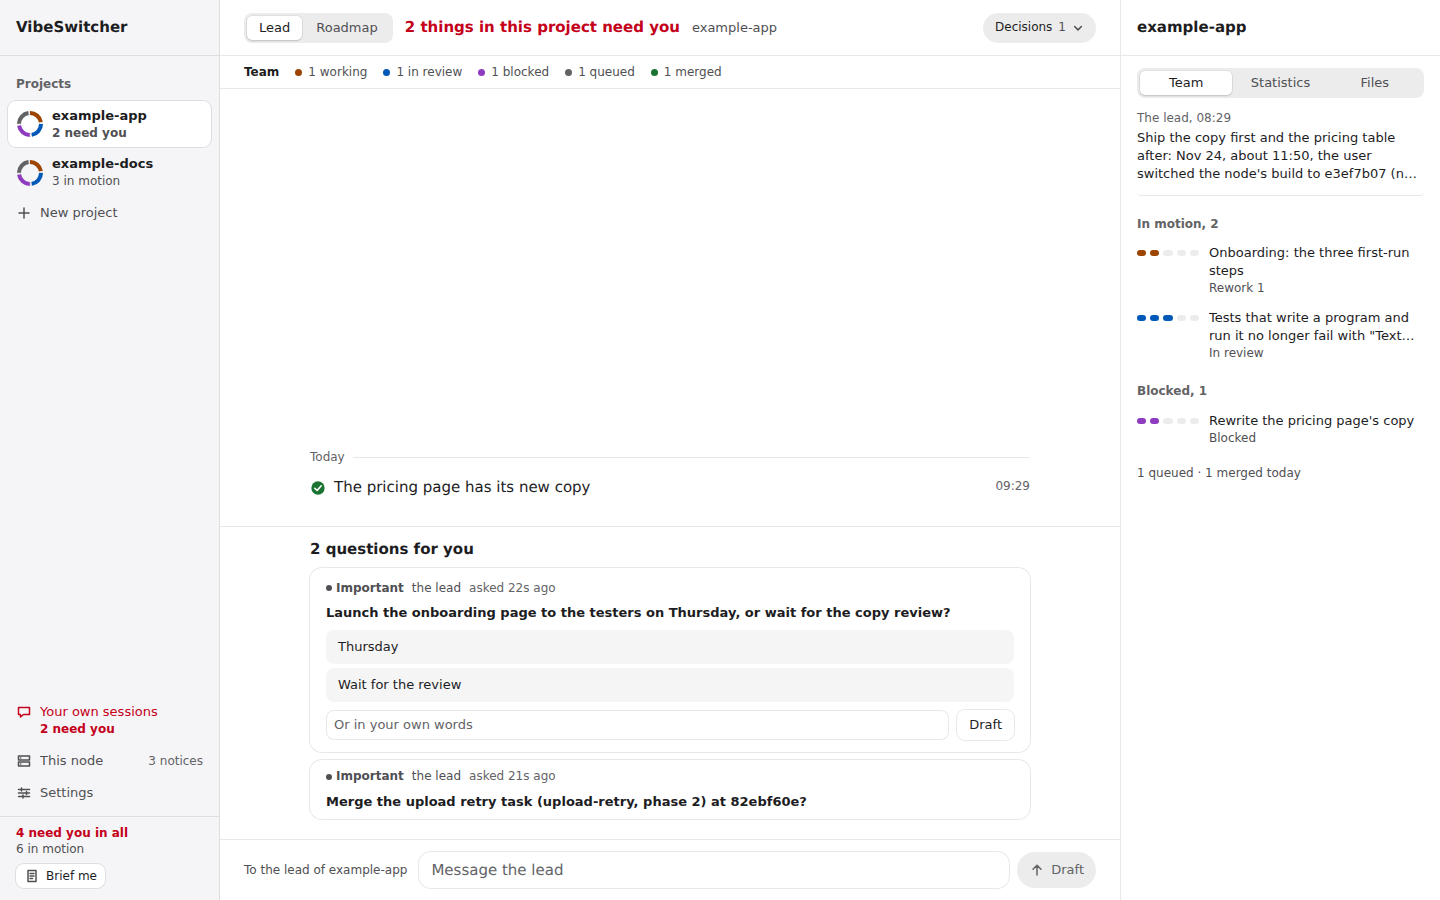 VibeSwitcher
Projects
example-app
2 need you
example-docs
3 in motion
New project
Your own sessions
2 need you
This node 3 notices
Settings
4 need you in all
6 in motion
Brief me
Lead Roadmap 2 things in this project need you example-app Decisions 1
Team 1 working 1 in review 1 blocked 1 queued 1 merged
Today
The pricing page has its new copy 09:29
2 questions for you
Important the lead asked 22s ago
Launch the onboarding page to the testers on Thursday, or wait for the copy review?
Thursday
Wait for the review
Or in your own words Draft
Important the lead asked 21s ago
Merge the upload retry task (upload-retry, phase 2) at 82ebf60e?
To the lead of example-app Message the lead Draft
example-app
Team Statistics Files
The lead, 08:29
Ship the copy first and the pricing table
after: Nov 24, about 11:50, the user
switched the node's build to e3ef7b07 (n…
In motion, 2
Onboarding: the three first-run
steps
Rework 1
Tests that write a program and
run it no longer fail with "Text…
In review
Blocked, 1
Rewrite the pricing page's copy
Blocked
1 queued · 1 merged today